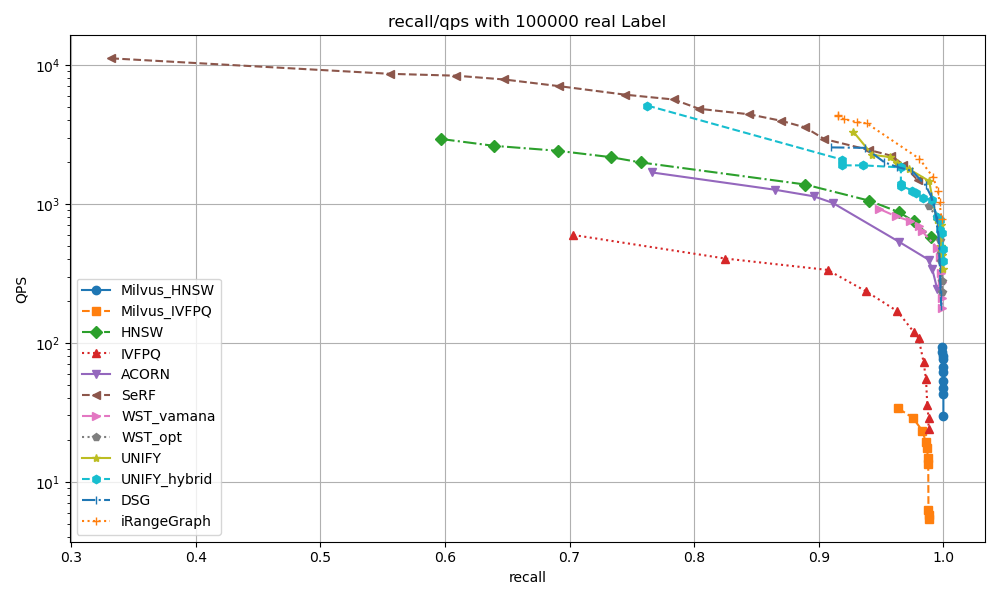 recall/qps with 100000 real Label
QPS
10^4
10^3
10^2
10^1
Milvus_HNSW
Milvus_IVFPQ
HNSW
IVFPQ
ACORN
SeRF
WST_vamana
WST_opt
UNIFY
UNIFY_hybrid
DSG
iRangeGraph
0.3 0.4 0.5 0.6 0.7 0.8 0.9 1.0
recall